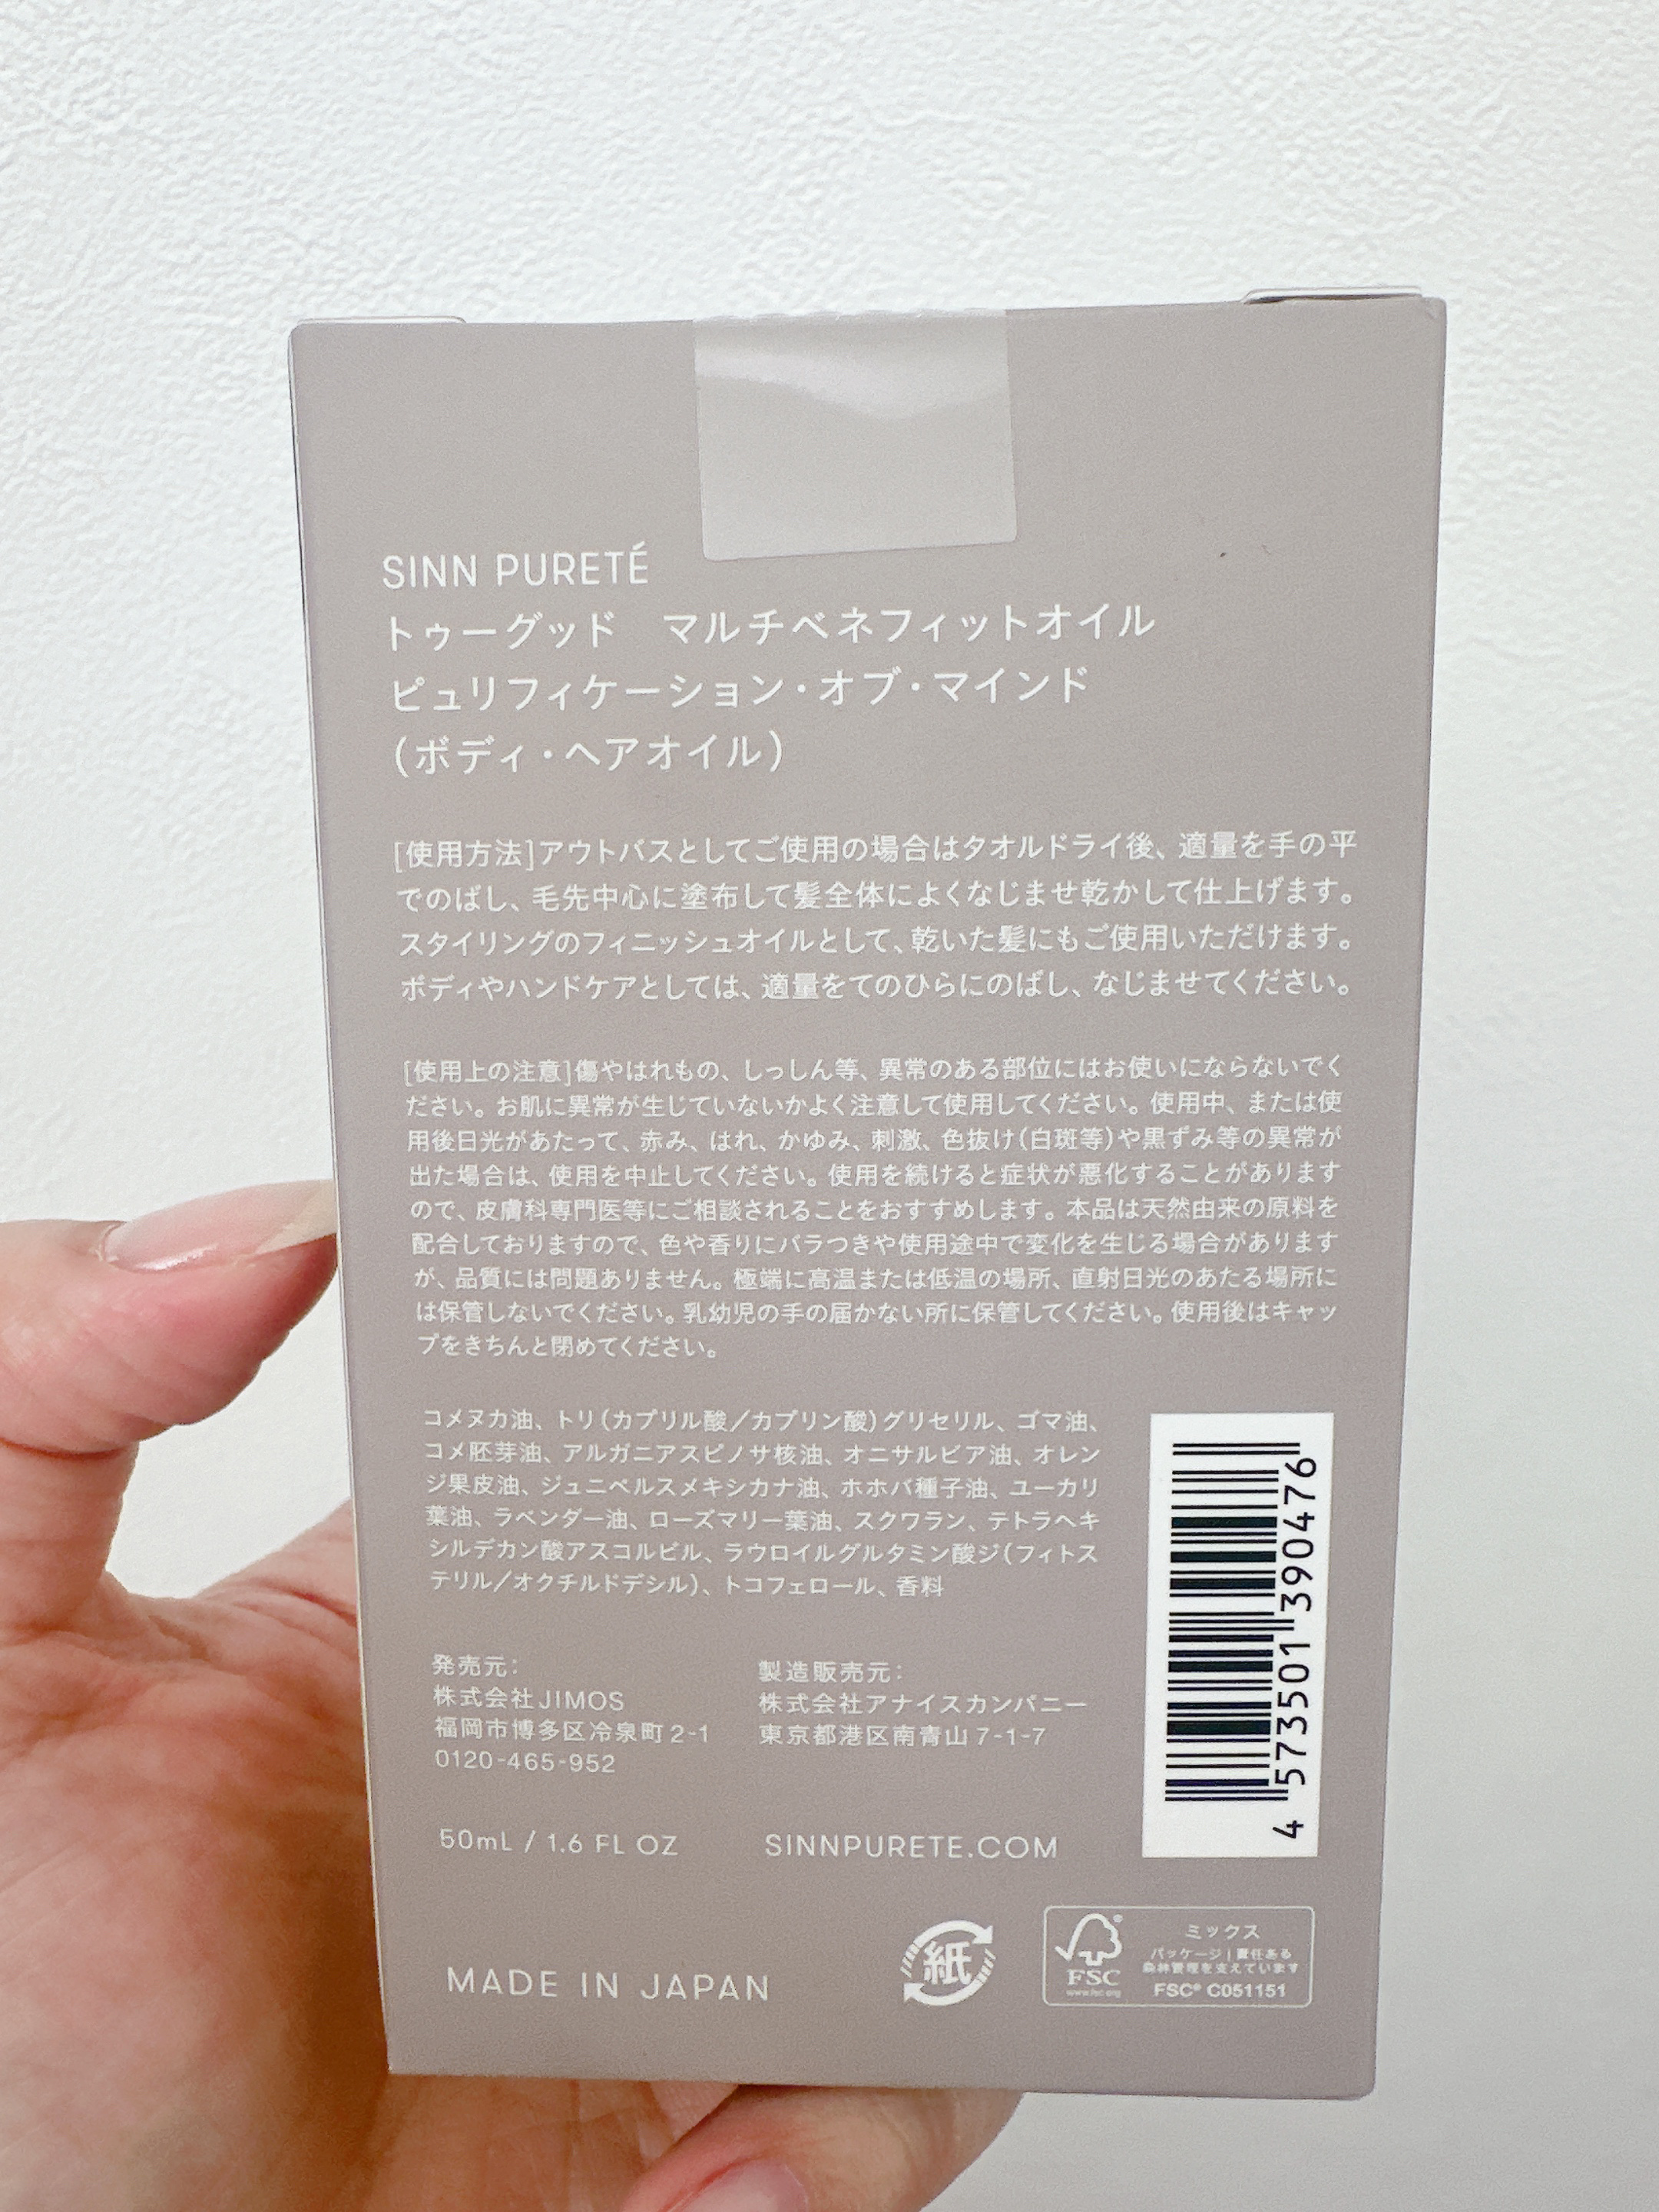 SINN PURETÉ
トゥーグッド　マルチベネフィットオイル
ピュリフィケーション・オブ・マインド
(ボディ・ヘアオイル)
[使用方法]アウトバスとしてご使用の場合はタオルドライ後、適量を手の平
でのばし、毛先中心に塗布して髪全体によくなじませ乾かして仕上げます。
スタイリングのフィニッシュオイルとして、乾いた髪にもご使用いただけます。
ボディやハンドケアとしては、適量をてのひらにのばし、なじませてください。
[使用上の注意]傷やはれもの、しっしん等、異常のある部位にはお使いにならないでく
ださい。お肌に異常が生じていないかよく注意して使用してください。使用中、または使
用後日光があたって、赤み、はれ、かゆみ、刺激、色抜け(白斑等)や黒ずみ等の異常が
出た場合は、使用を中止してください。使用を続けると症状が悪化することがあります
ので、皮膚科専門医等にご相談されることをおすすめします。本品は天然由来の原料を
配合しておりますので、色や香りにバラつきや使用途中で変化を生じる場合があります
が、品質には問題ありません。極端に高温または低温の場所、直射日光のあたる場所に
は保管しないでください。乳幼児の手の届かない所に保管してください。使用後はキャッ
プをきちんと閉めてください。
コメヌカ油、トリ(カプリル酸／カプリン酸)グリセリル、ゴマ油、
コメ胚芽油、アルガニアスピノサ核油、オニサルビア油、オレン
ジ果皮油、ジュニペルスメキシカナ油、ホホバ種子油、ユーカリ
葉油、ラベンダー油、ローズマリー葉油、スクワラン、テトラヘキ
シルデカン酸アスコルビル、ラウロイルグルタミン酸ジ(フィトス
テリル／オクチルドデシル)、トコフェロール、香料
発売元:
株式会社JIMOS
福岡市博多区冷泉町2-1
0120-465-952
製造販売元:
株式会社アナイスカンパニー
東京都港区南青山7-1-7
4 573501 390476
50mL / 1.6 FL OZ
SINNPURETE.COM
MADE IN JAPAN
紙
FSC®
www.fsc.org
ミックス
パッケージ | 責任ある
森林管理を支えています
FSC® C051151